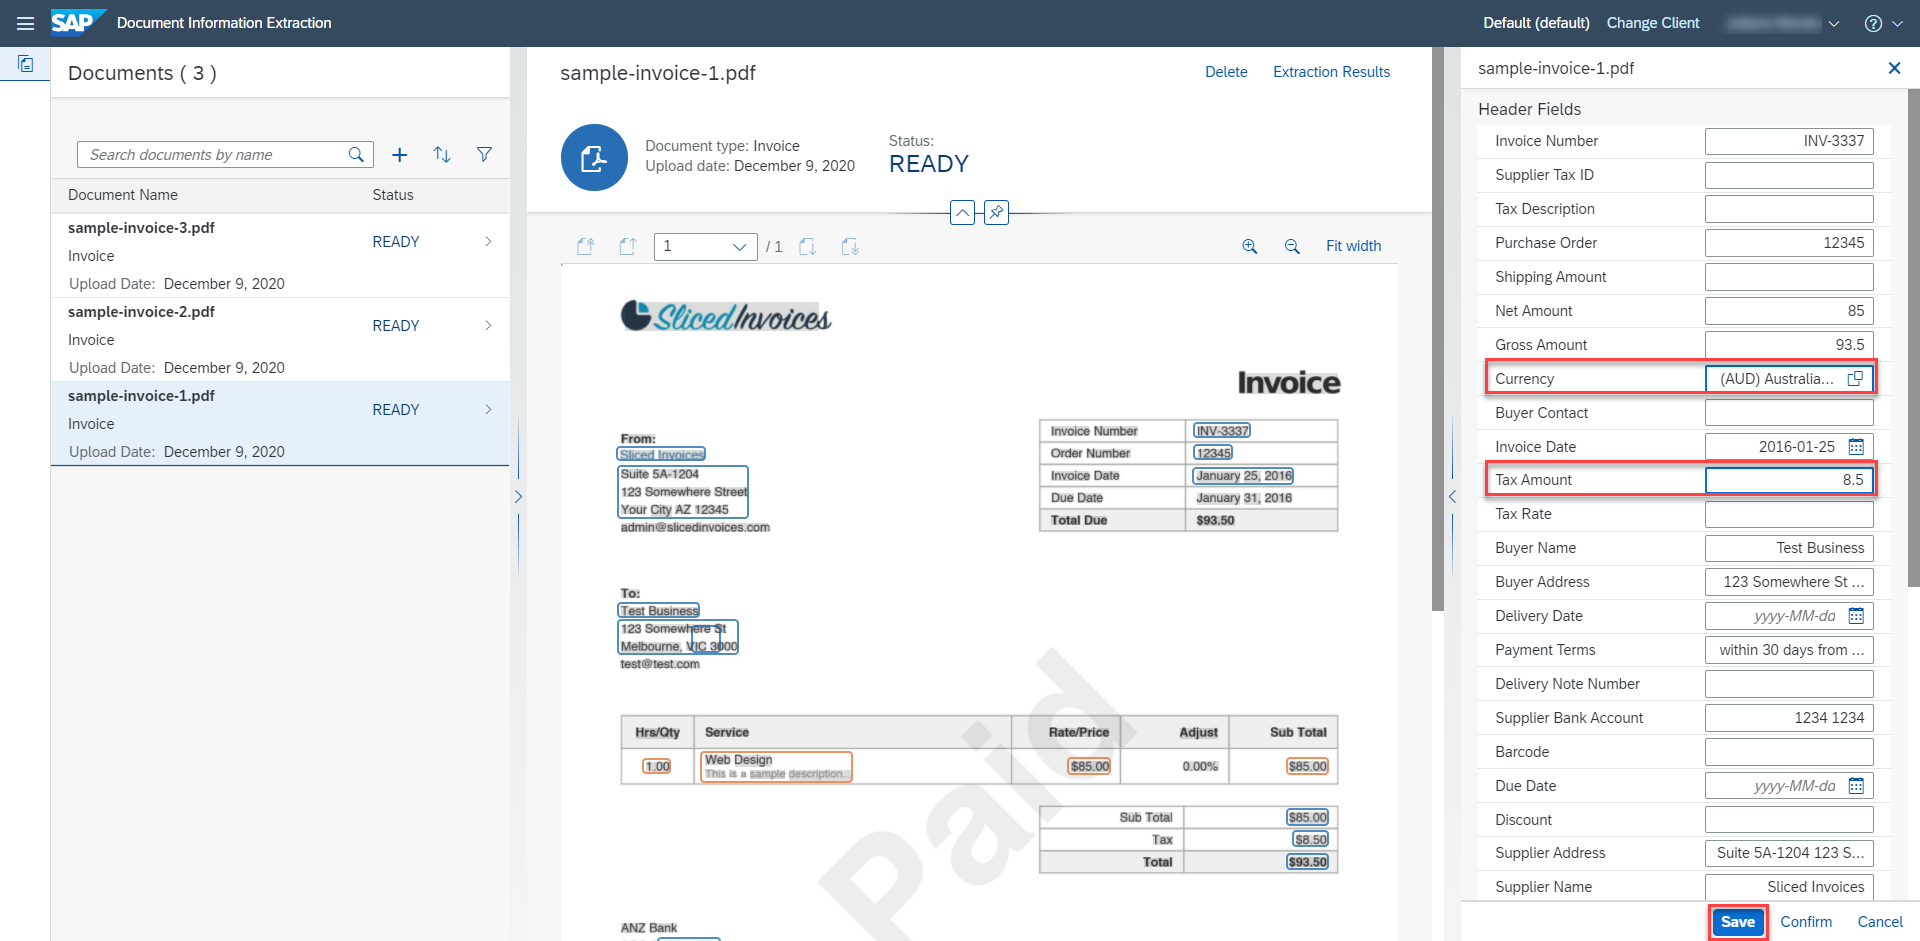 SAP Document Information Extraction
Default (default) Change Client
Documents ( 3 )
Search documents by name
Document Name Status
sample-invoice-3.pdf
READY
Invoice
Upload Date: December 9, 2020
sample-invoice-2.pdf
READY
Invoice
Upload Date: December 9, 2020
sample-invoice-1.pdf
READY
Invoice
Upload Date: December 9, 2020
sample-invoice-1.pdf
Delete Extraction Results
Document type: Invoice
Upload date: December 9, 2020
Status:
READY
1 / 1
Fit width
Sliced Invoices
Invoice
From:
Sliced Invoices
Suite 5A-1204
123 Somewhere Street
Your City AZ 12345
admin@slicedinvoices.com
Invoice Number INV-3337
Order Number 12345
Invoice Date January 25, 2016
Due Date January 31, 2016
Total Due $93.50
To:
Test Business
123 Somewhere St
Melbourne, VIC 3000
test@test.com
Paid
Hrs/Qty Service Rate/Price Adjust Sub Total
1.00 Web Design $85.00 0.00% $85.00
This is a sample description...
Sub Total $85.00
Tax $8.50
Total $93.50
ANZ Bank
sample-invoice-1.pdf
Header Fields
Invoice Number INV-3337
Supplier Tax ID
Tax Description
Purchase Order 12345
Shipping Amount
Net Amount 85
Gross Amount 93.5
Currency (AUD) Australia...
Buyer Contact
Invoice Date 2016-01-25
Tax Amount 8.5
Tax Rate
Buyer Name Test Business
Buyer Address 123 Somewhere St ...
Delivery Date yyyy-MM-dd
Payment Terms within 30 days from ...
Delivery Note Number
Supplier Bank Account 1234 1234
Barcode
Due Date yyyy-MM-dd
Discount
Supplier Address Suite 5A-1204 123 S...
Supplier Name Sliced Invoices
Save Confirm Cancel